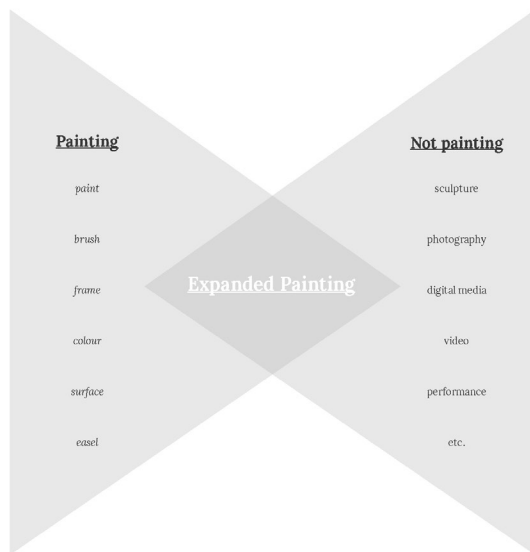 Painting
paint
brush
frame
colour
surface
easel
Expanded Painting
Not painting
sculpture
photography
digital media
video
performance
etc.